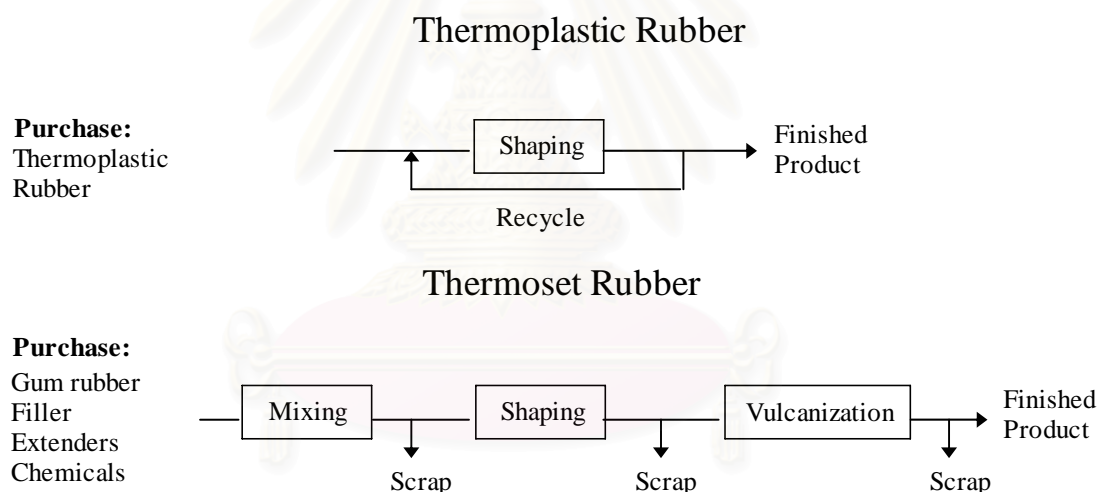 Thermoplastic Rubber
Purchase:
Thermoplastic
Rubber
Shaping
Finished
Product
Recycle
Thermoset Rubber
Purchase:
Gum rubber
Filler
Extenders
Chemicals
Mixing
Shaping
Vulcanization
Finished
Product
Scrap
Scrap
Scrap